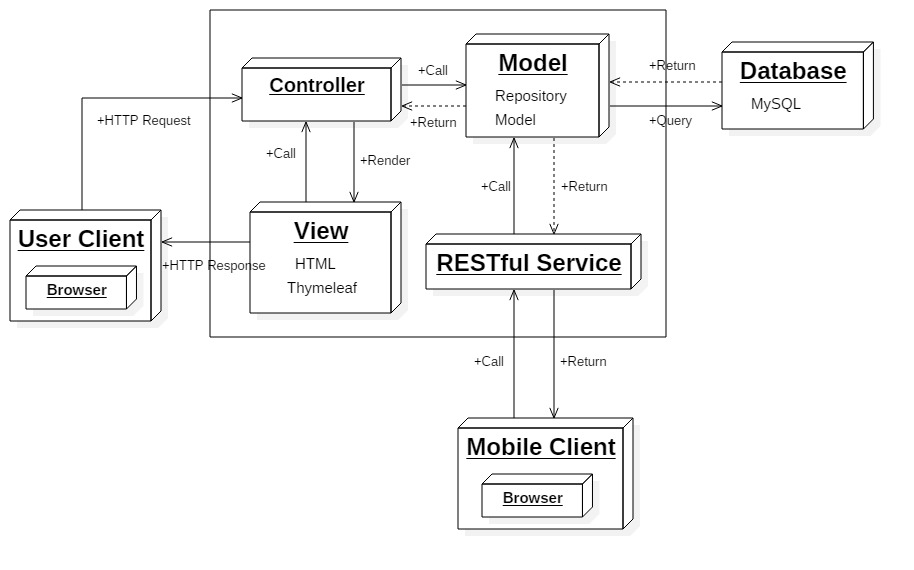 Model
Repository
Model
Database
MySQL
+Return
+Query
Controller
+Call
+Return
+HTTP Request
+Call
+Render
+Call
+Return
User Client
Browser
View
HTML
Thymeleaf
+HTTP Response
RESTful Service
+Call
+Return
Mobile Client
Browser